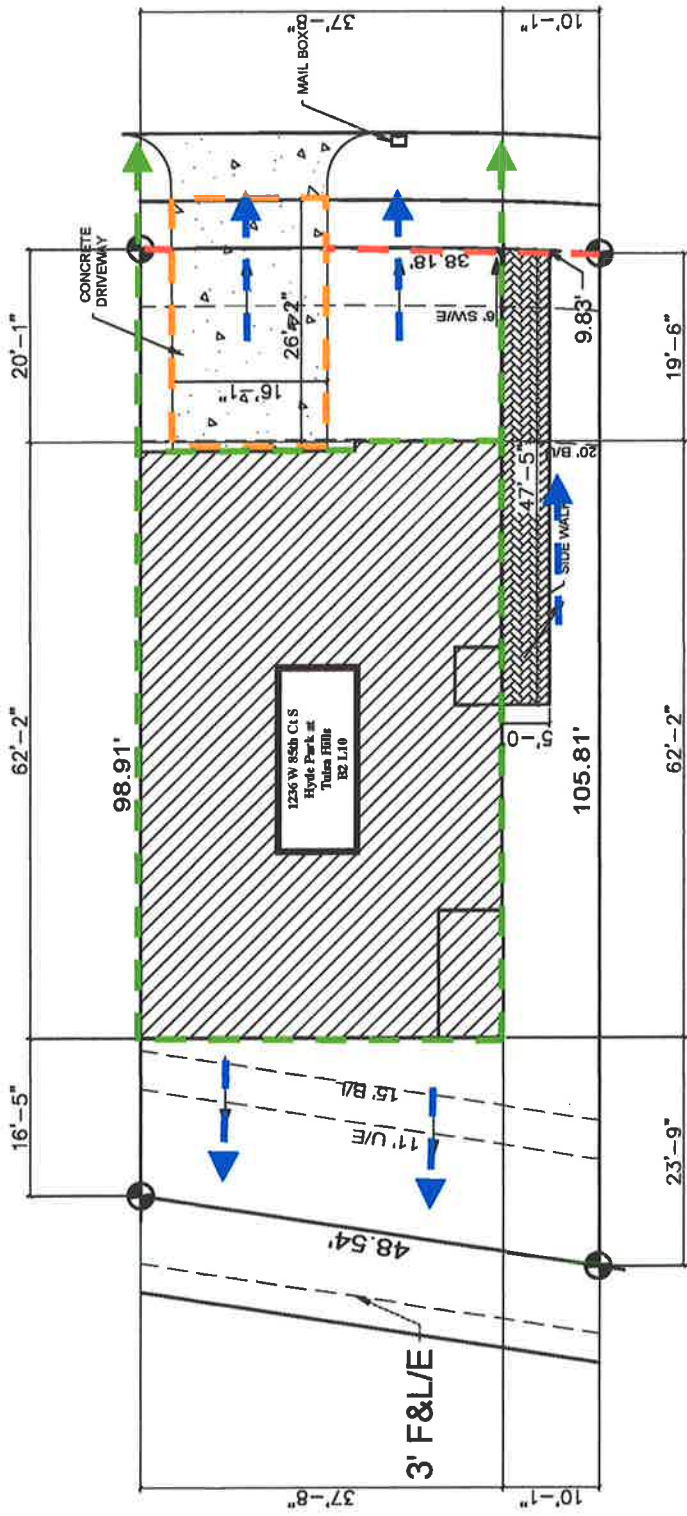 20'-1"
62'-2"
16'-5"
37'-8"
10'-1"
MAIL BOX
CONCRETE
DRIVEWAY
26'-2"
16'-1"
38.18'
6' SW/E
9.83'
20' B/L
47'-5"
SIDE WALK
5'-0"
98.91'
105.81'
1236 W 85th Ct S
Hyde Park at
Tulsa Hills
B2 L10
15' B/L
11' U/E
48.54'
3' F&L/E
37'-8"
10'-1"
19'-6"
62'-2"
23'-9"